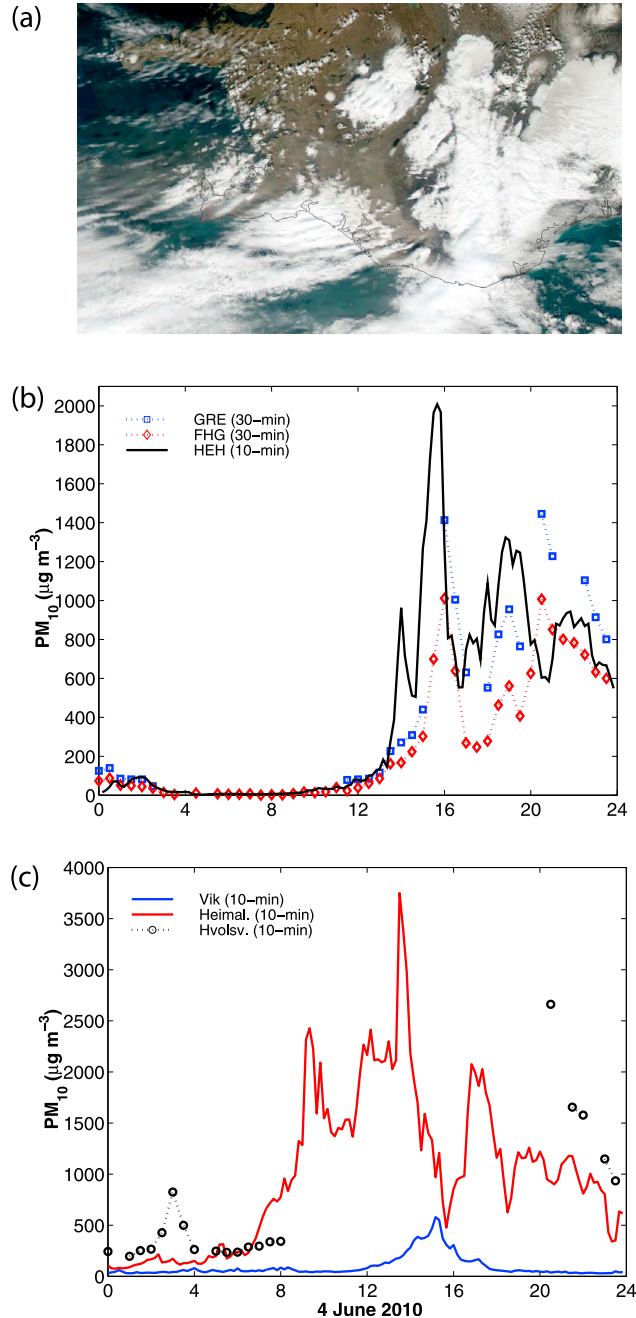 (a)
(b)
2000
1800
1600
1400
1200
1000
800
600
400
200
0
PM10 (μg m−3)
GRE (30−min)
FHG (30−min)
HEH (10−min)
0 4 8 12 16 20 24
(c)
4000
3500
3000
2500
2000
1500
1000
500
0
PM10 (μg m−3)
Vik (10−min)
Heimal. (10−min)
Hvolsv. (10−min)
0 4 8 12 16 20 24
4 June 2010